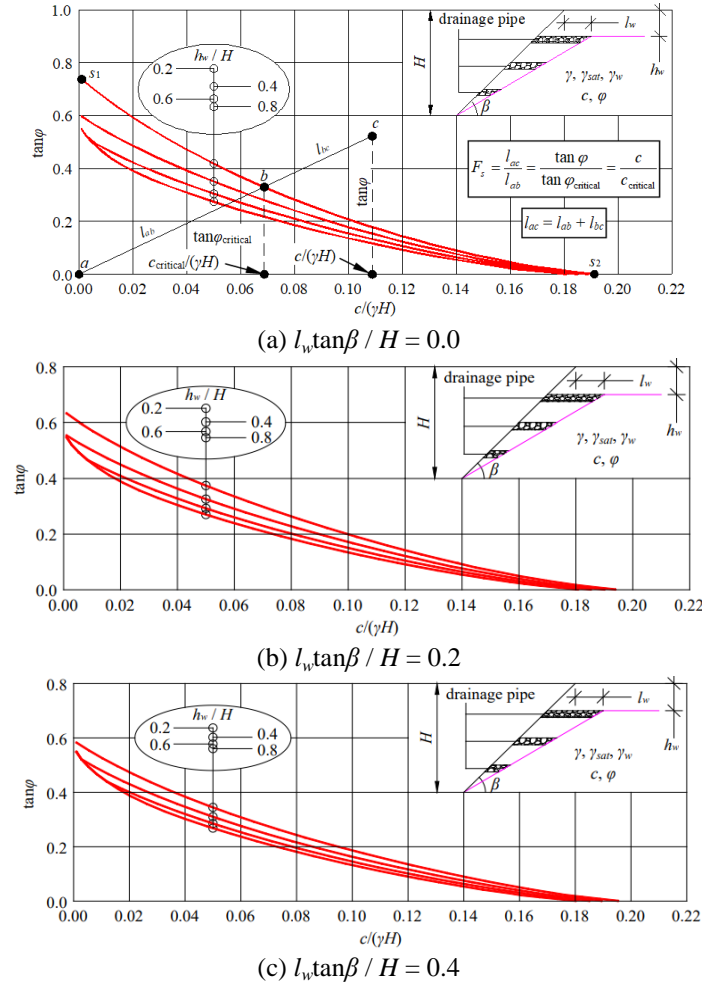 1.0
0.8
0.6
0.4
0.2
0.0
tanφ
s1
hw / H
0.2
0.4
0.6
0.8
drainage pipe
lw
H
hw
γ, γsat, γw
c, φ
β
c
lbc
b
lab
a
tanφ
tanφcritical
ccritical/(γH)
c/(γH)
s2
Fs = lac / lab = tan φ / tan φcritical = c / ccritical
lac = lab + lbc
0.00 0.02 0.04 0.06 0.08 0.10 0.12 0.14 0.16 0.18 0.20 0.22
c/(γH)
(a) lwtanβ / H = 0.0
0.8
0.6
0.4
0.2
0.0
tanφ
hw / H
0.2
0.4
0.6
0.8
drainage pipe
lw
H
hw
γ, γsat, γw
c, φ
β
0.00 0.02 0.04 0.06 0.08 0.10 0.12 0.14 0.16 0.18 0.20 0.22
c/(γH)
(b) lwtanβ / H = 0.2
0.8
0.6
0.4
0.2
0.0
tanφ
hw / H
0.2
0.4
0.6
0.8
drainage pipe
lw
H
hw
γ, γsat, γw
c, φ
β
0.00 0.02 0.04 0.06 0.08 0.10 0.12 0.14 0.16 0.18 0.20 0.22
c/(γH)
(c) lwtanβ / H = 0.4